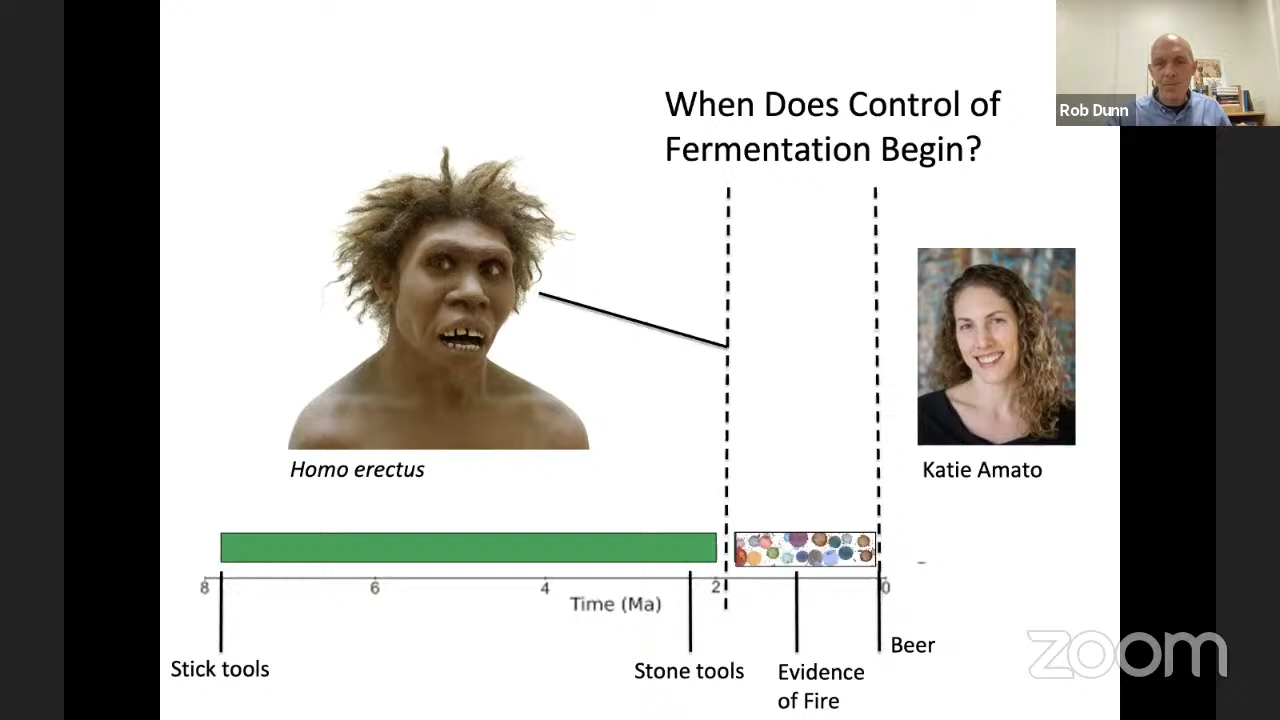 Rob Dunn
When Does Control of
Fermentation Begin?
Homo erectus
Katie Amato
8
6
4
2
0
Time (Ma)
Stick tools
Stone tools
Evidence
of Fire
Beer
zoom